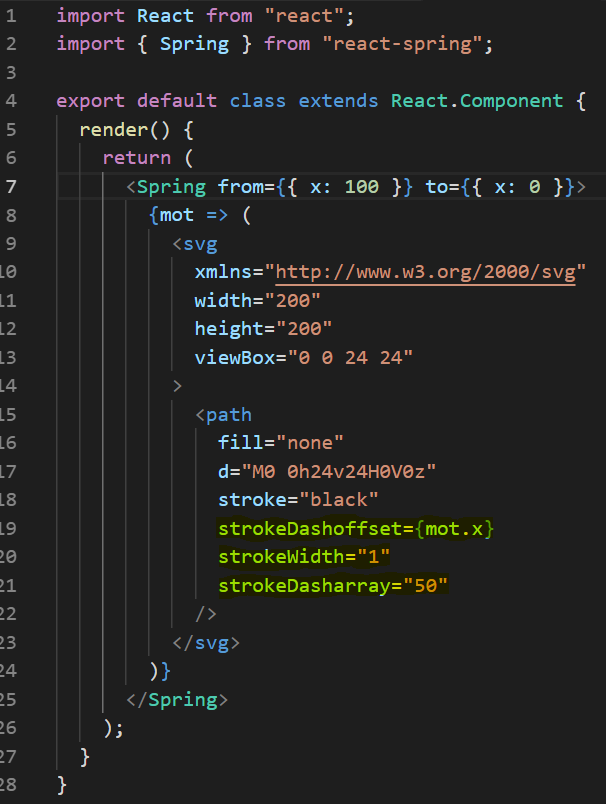 1 import React from "react";
2 import { Spring } from "react-spring";
3
4 export default class extends React.Component {
5 render() {
6 return (
7 <Spring from={{ x: 100 }} to={{ x: 0 }}>
8 {mot => (
9 <svg
10 xmlns="http://www.w3.org/2000/svg"
11 width="200"
12 height="200"
13 viewBox="0 0 24 24"
14 >
15 <path
16 fill="none"
17 d="M0 0h24v24H0V0z"
18 stroke="black"
19 strokeDashoffset={mot.x}
20 strokeWidth="1"
21 strokeDasharray="50"
22 />
23 </svg>
24 )}
25 </Spring>
26 );
27 }
28 }